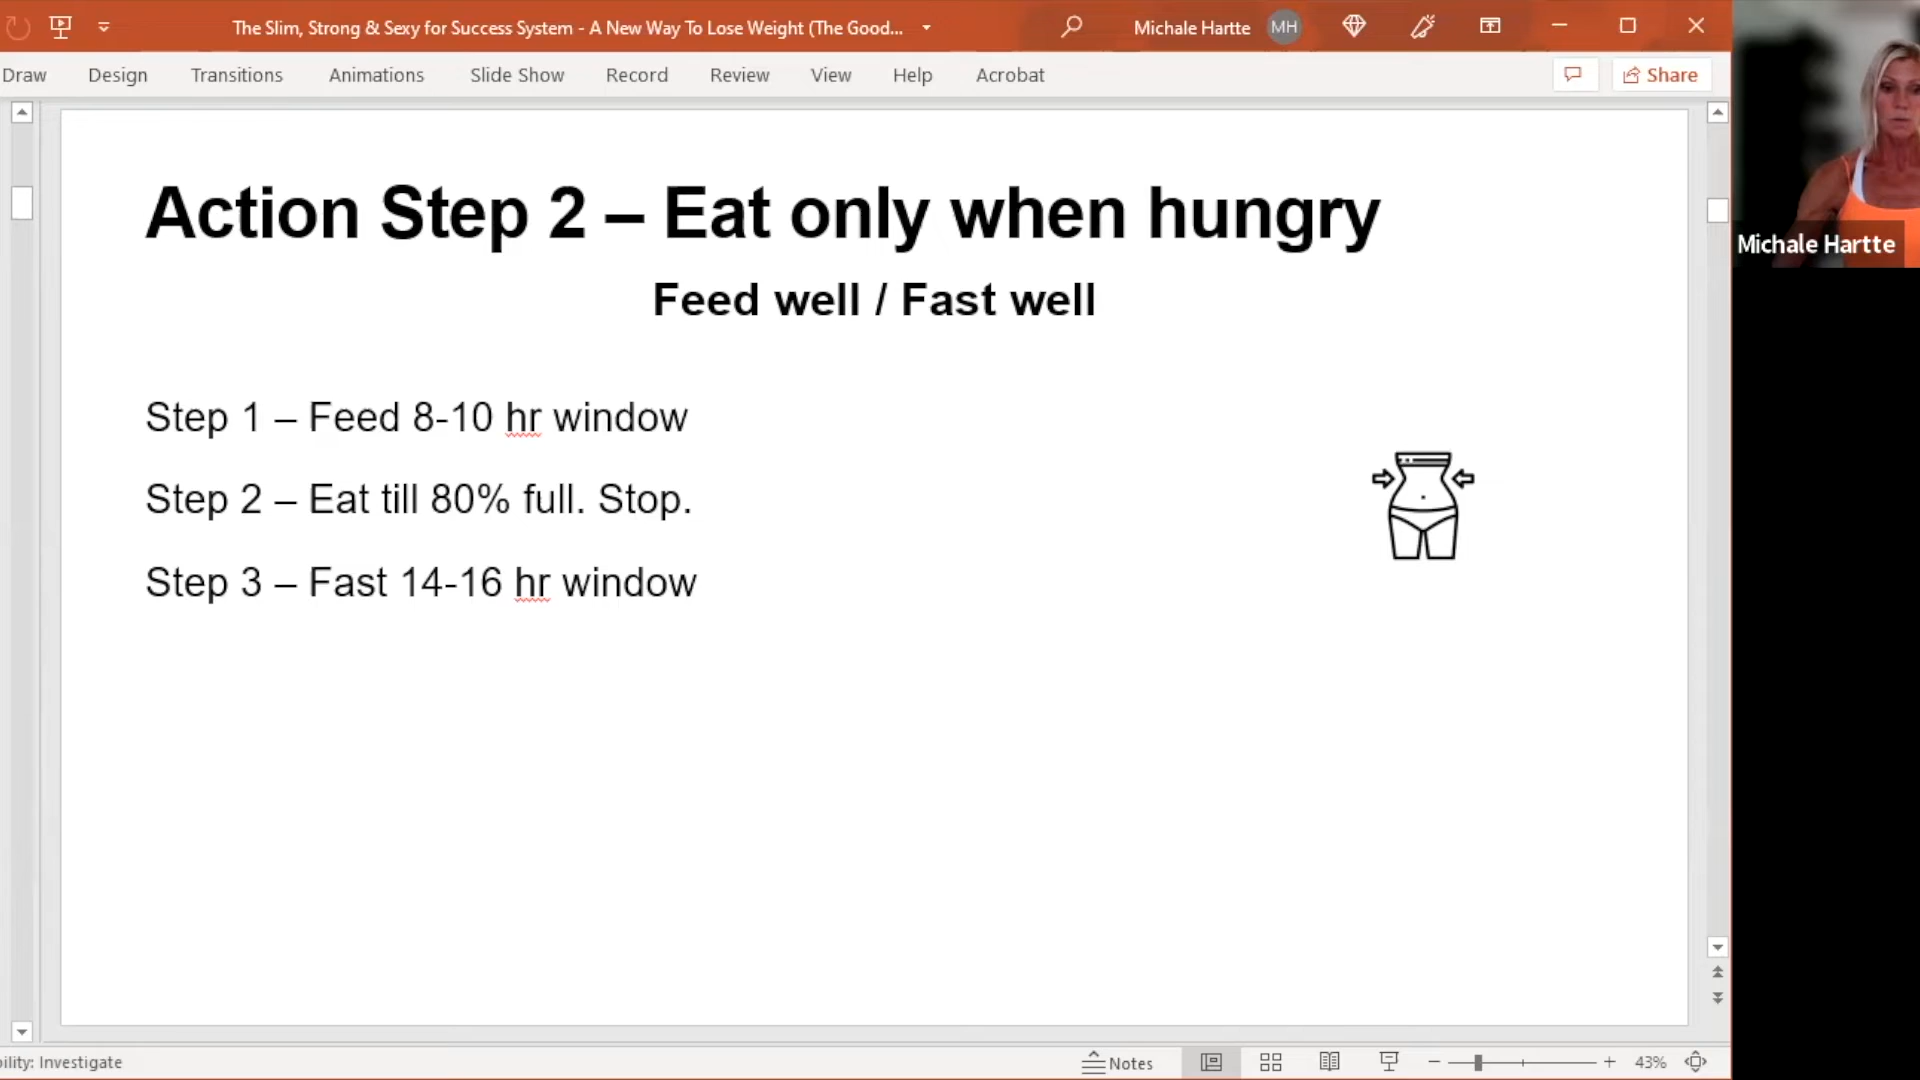 The Slim, Strong & Sexy for Success System - A New Way To Lose Weight (The Good...
Michale Hartte
MH
Draw
Design
Transitions
Animations
Slide Show
Record
Review
View
Help
Acrobat
Share
Action Step 2 – Eat only when hungry
Feed well / Fast well
Step 1 – Feed 8-10 hr window
Step 2 – Eat till 80% full. Stop.
Step 3 – Fast 14-16 hr window
Michale Hartte
bility: Investigate
Notes
43%